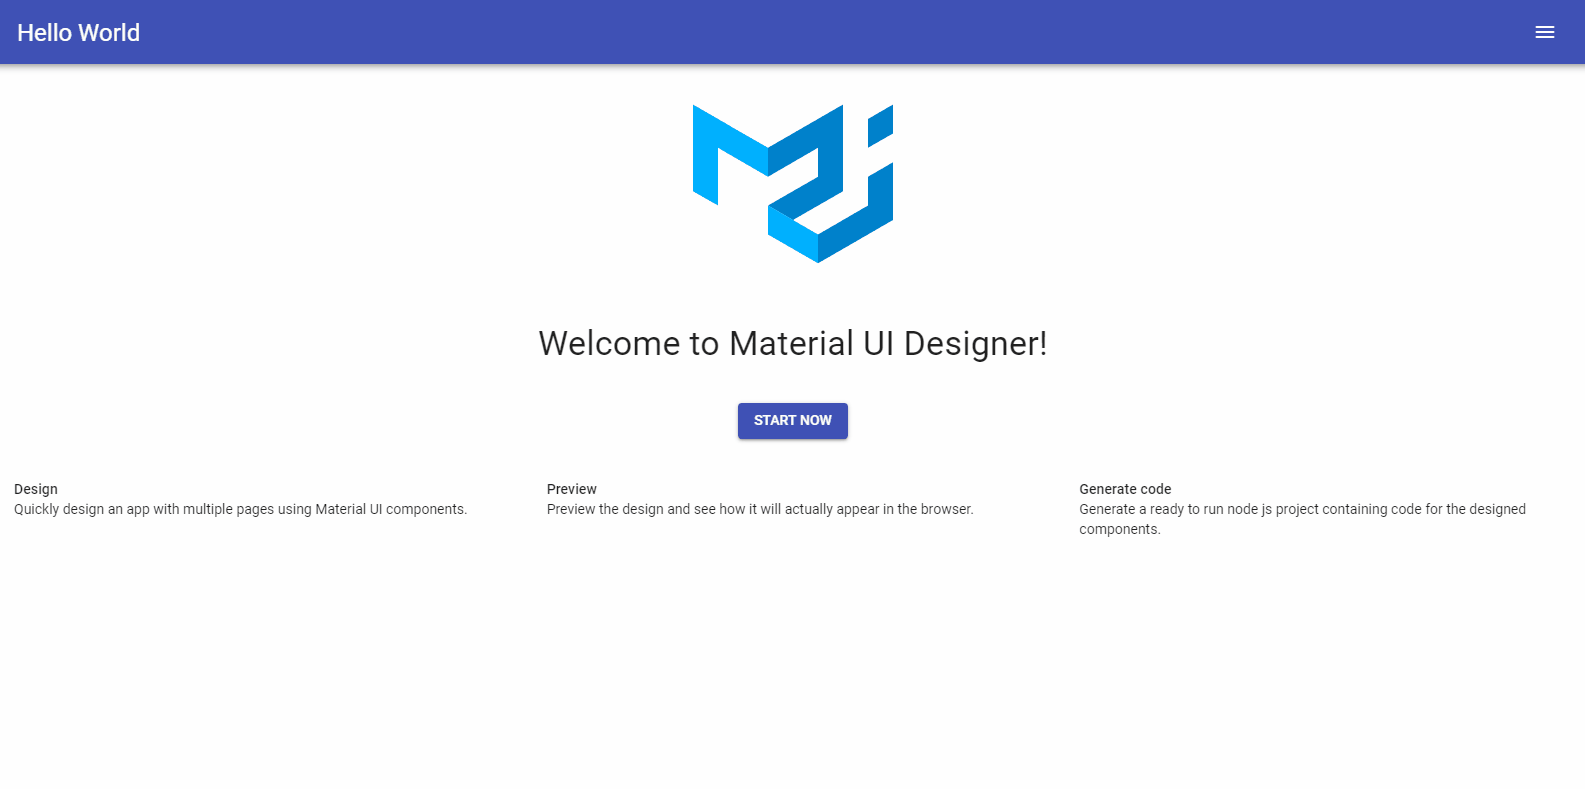 Hello World
Welcome to Material UI Designer!
START NOW
Design
Quickly design an app with multiple pages using Material UI components.
Preview
Preview the design and see how it will actually appear in the browser.
Generate code
Generate a ready to run node js project containing code for the designed
components.